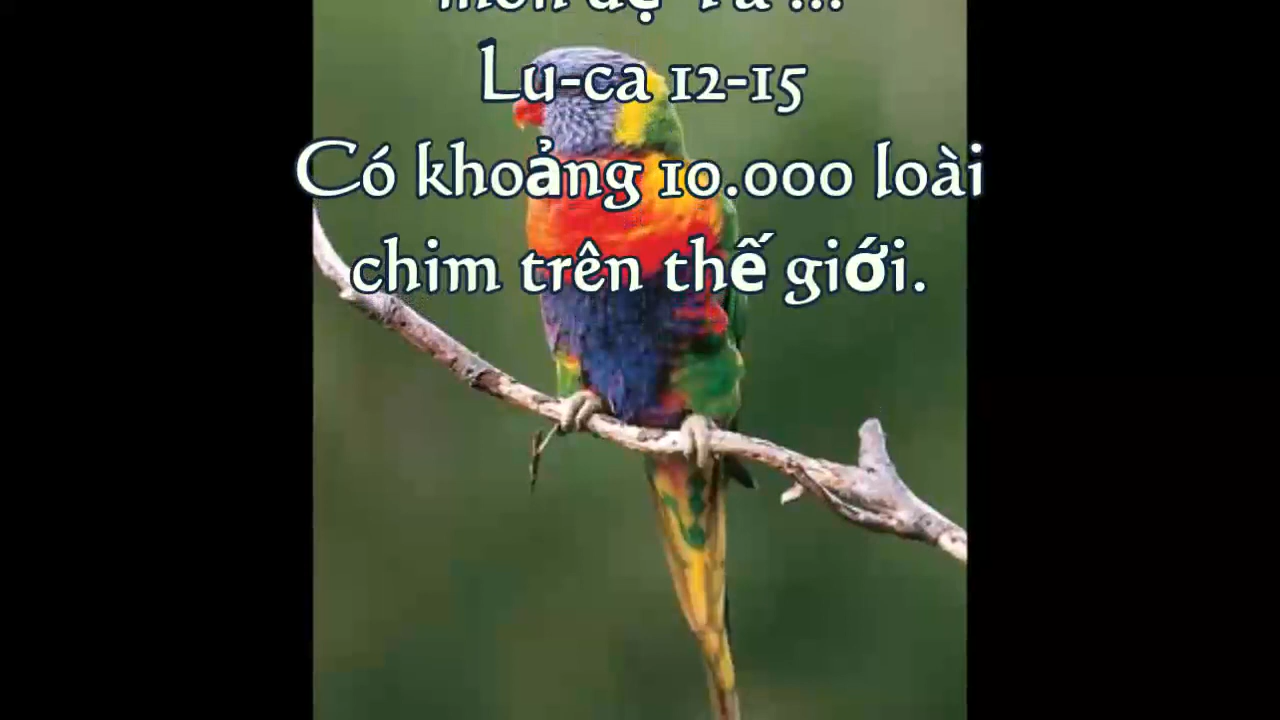 Lu-ca 12-15
Có khoảng 10.000 loài
chim trên thế giới.